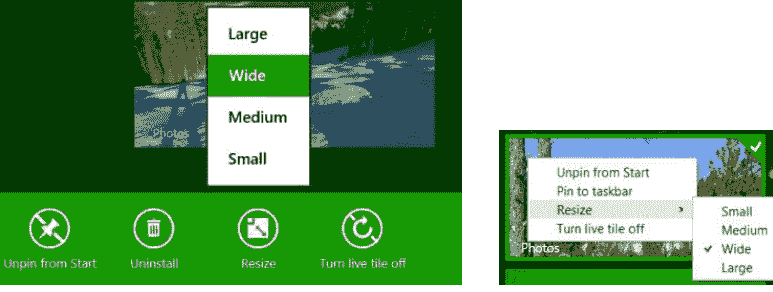 Large
Wide
Medium
Small
Photos
Unpin from Start
Uninstall
Resize
Turn live tile off
Unpin from Start
Pin to taskbar
Resize
Turn live tile off
Photos
Small
Medium
Wide
Large